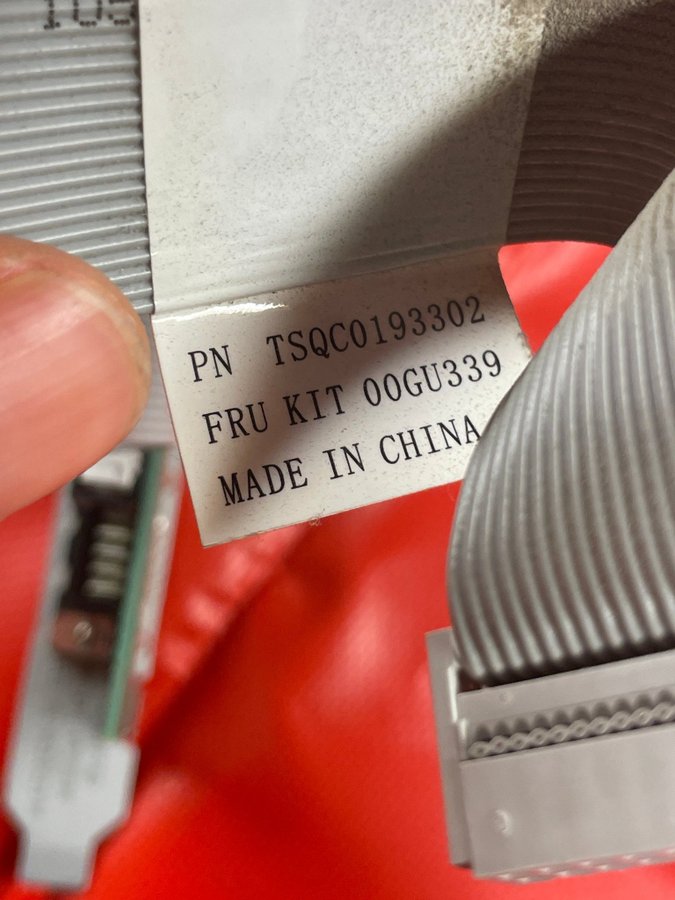 PN TSQC0193302
FRU KIT 00GU339
MADE IN CHINA